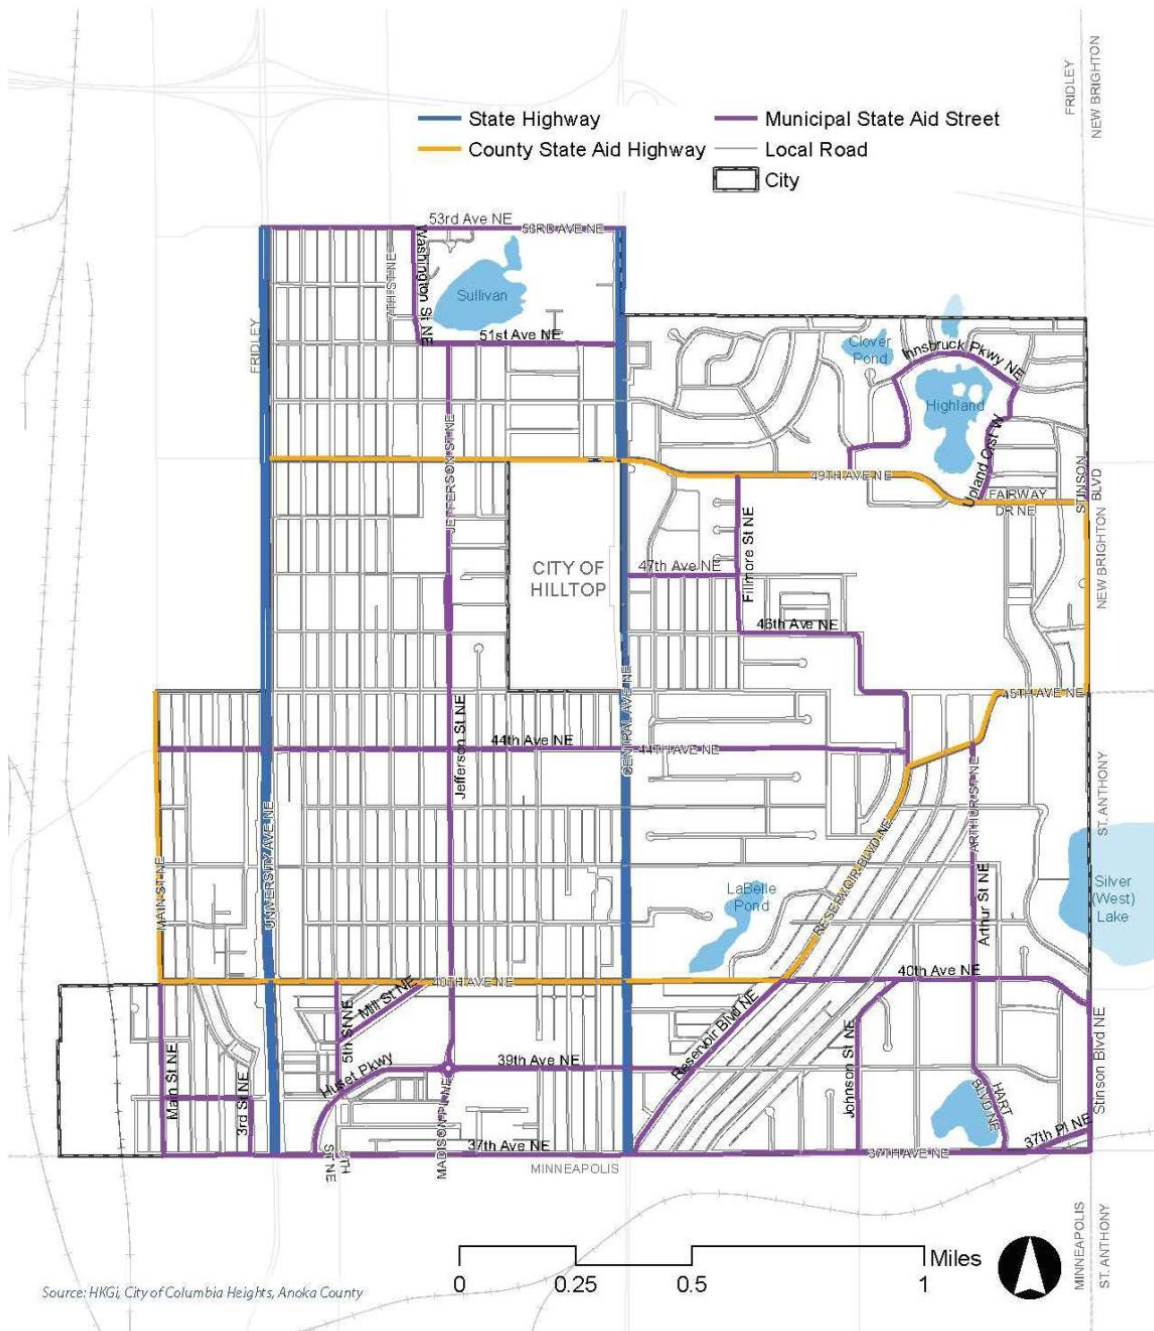 FRIDLEY
NEW BRIGHTON
State Highway
Municipal State Aid Street
County State Aid Highway
Local Road
City
53rd Ave NE
53RD AVE NE
Washington St NE
7TH ST NE
Sullivan
51st Ave NE
FRIDLEY
Clover
Pond
Innsbruck Pkwy NE
Highland
Upland Crst W
JEFFERSON ST NE
49TH AVE NE
FAIRWAY
DR NE
STINSON
BLVD
NEW BRIGHTON
Fillmore St NE
CITY OF
HILLTOP
47th Ave NE
46th Ave NE
CENTRAL AVE NE
45TH AVE NE
Jefferson St NE
44th Ave NE
44TH AVE NE
ARTHUR ST NE
ST. ANTHONY
UNIVERSITY AVE NE
MAIN ST NE
RESERVOIR BLVD NE
LaBelle
Pond
Silver
(West)
Lake
Arthur St NE
40TH AVE NE
40th Ave NE
Mill St NE
5th St NE
Reservoir Blvd NE
Main St NE
3rd St NE
Huset Pkwy
39th Ave NE
Johnson St NE
Stinson Blvd NE
HART
BLVD NE
MADISON PL NE
37th Ave NE
37th Pl NE
5TH
ST NE
37TH AVE NE
MINNEAPOLIS
MINNEAPOLIS
ST. ANTHONY
Miles
0
0.25
0.5
1
Source: HKGi, City of Columbia Heights, Anoka County